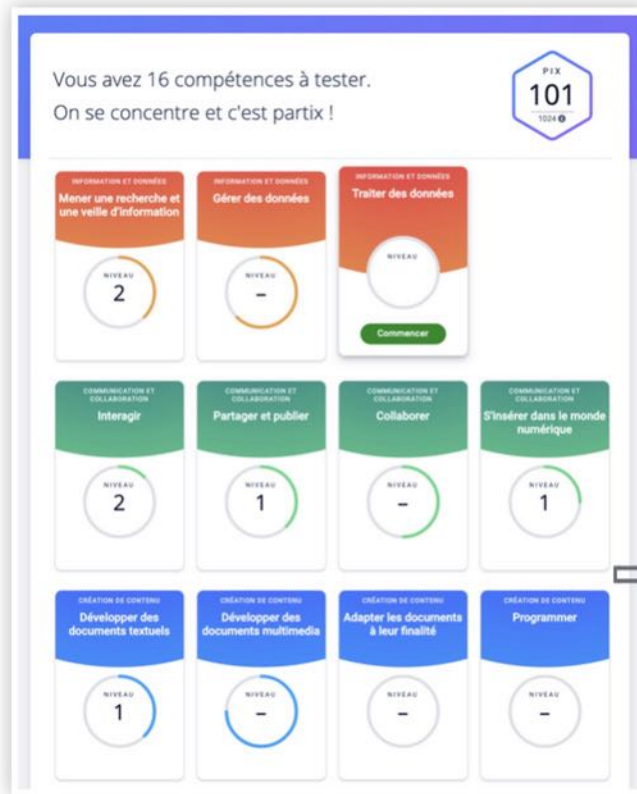 Vous avez 16 compétences à tester.
On se concentre et c'est partix !
PIX
101
1024
INFORMATION ET DONNÉES
Mener une recherche et
une veille d'information
NIVEAU
2
INFORMATION ET DONNÉES
Gérer des données
NIVEAU
–
INFORMATION ET DONNÉES
Traiter des données
NIVEAU
Commencer
COMMUNICATION ET
COLLABORATION
Interagir
NIVEAU
2
COMMUNICATION ET
COLLABORATION
Partager et publier
NIVEAU
1
COMMUNICATION ET
COLLABORATION
Collaborer
NIVEAU
–
COMMUNICATION ET
COLLABORATION
S'insérer dans le monde
numérique
NIVEAU
1
CRÉATION DE CONTENU
Développer des
documents textuels
NIVEAU
1
CRÉATION DE CONTENU
Développer des
documents multimedia
NIVEAU
–
CRÉATION DE CONTENU
Adapter les documents
à leur finalité
NIVEAU
–
CRÉATION DE CONTENU
Programmer
NIVEAU
–